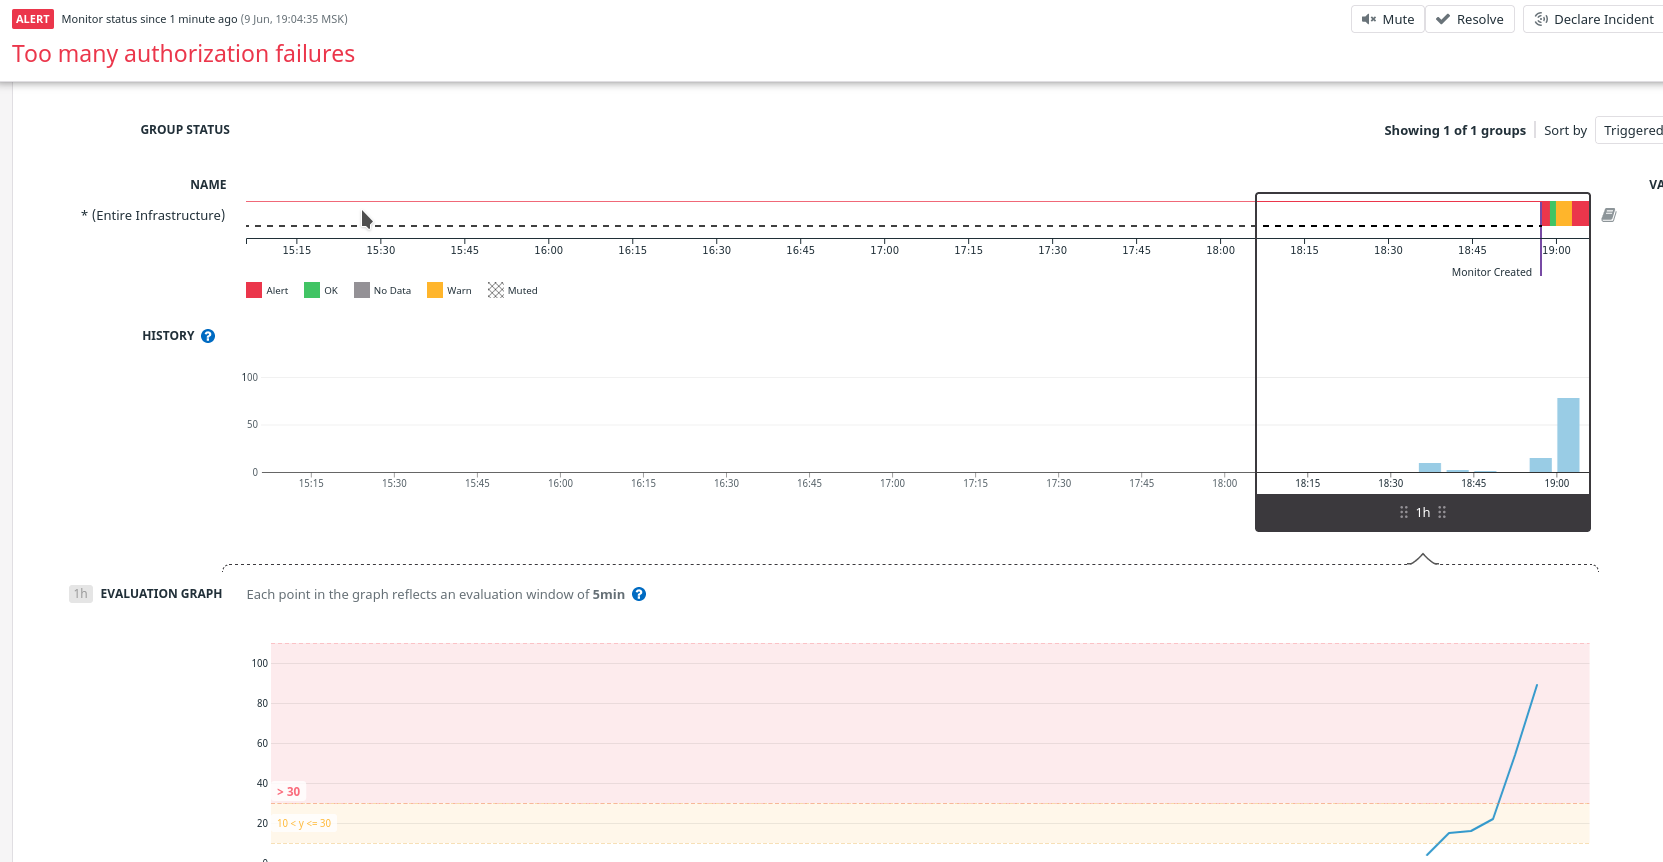 ALERT Monitor status since 1 minute ago (9 Jun, 19:04:35 MSK)
Mute Resolve Declare Incident
Too many authorization failures
GROUP STATUS
Showing 1 of 1 groups Sort by Triggered
NAME
VA
* (Entire Infrastructure)
15:15 15:30 15:45 16:00 16:15 16:30 16:45 17:00 17:15 17:30 17:45 18:00 18:15 18:30 18:45 19:00
Monitor Created
Alert OK No Data Warn Muted
HISTORY ?
100
50
0
15:15 15:30 15:45 16:00 16:15 16:30 16:45 17:00 17:15 17:30 17:45 18:00 18:15 18:30 18:45 19:00
1h
1h EVALUATION GRAPH Each point in the graph reflects an evaluation window of 5min ?
100
80
60
40
> 30
20 10 < y <= 30